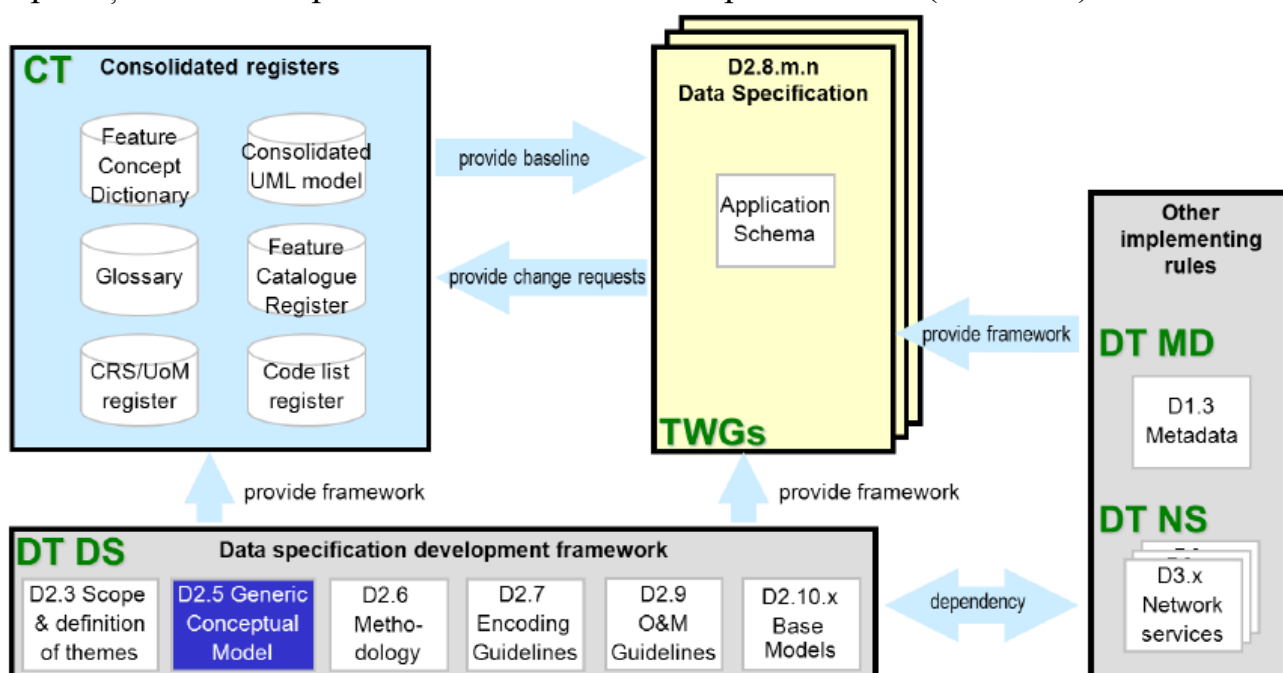 CT Consolidated registers
Feature
Concept
Dictionary
Consolidated
UML model
Glossary
Feature
Catalogue
Register
CRS/UoM
register
Code list
register
provide baseline
provide change requests
D2.8.m.n
Data Specification
Application
Schema
TWGs
provide framework
Other
implementing
rules
DT MD
D1.3
Metadata
DT NS
D3.x
Network
services
provide framework
provide framework
DT DS Data specification development framework
D2.3 Scope
& definition
of themes
D2.5 Generic
Conceptual
Model
D2.6
Metho-
dology
D2.7
Encoding
Guidelines
D2.9
O&M
Guidelines
D2.10.x
Base
Models
dependency